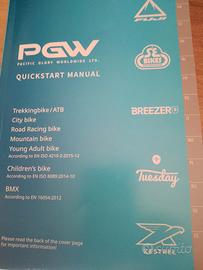 FUJI
PGW
PACIFIC GLORY WORLDWIDE LTD.
QUICKSTART MANUAL
SE
BIKES
Trekkingbike/ATB
City bike
Road Racing bike
Mountain bike
Young Adult bike
According to EN ISO 4210-2:2015-12
BREEZER
Children's bike
According to EN ISO 8089:2014-10
BMX
According to EN 16054:2012
Tuesday
Please read the back of the cover page
for important information!
KESTREL